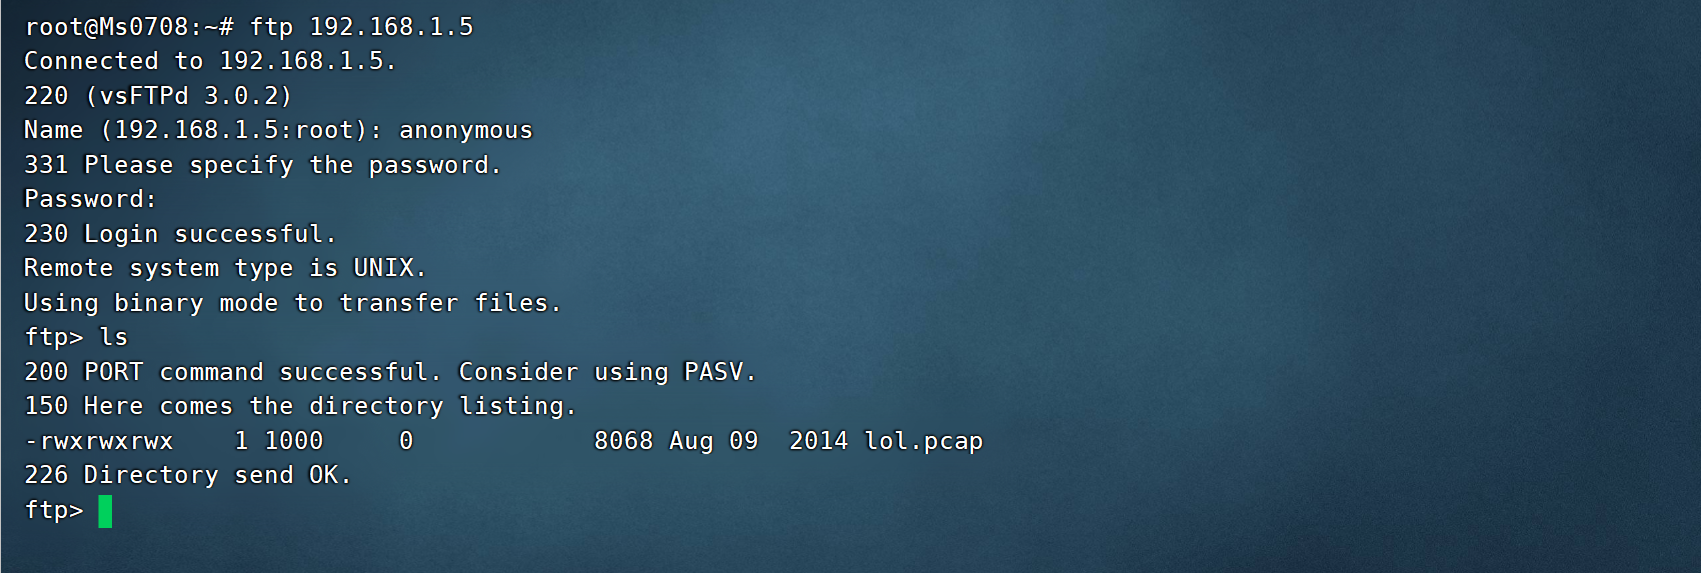 root@Ms0708:~# ftp 192.168.1.5
Connected to 192.168.1.5.
220 (vsFTPd 3.0.2)
Name (192.168.1.5:root): anonymous
331 Please specify the password.
Password:
230 Login successful.
Remote system type is UNIX.
Using binary mode to transfer files.
ftp> ls
200 PORT command successful. Consider using PASV.
150 Here comes the directory listing.
-rwxrwxrwx    1 1000     0            8068 Aug 09  2014 lol.pcap
226 Directory send OK.
ftp>